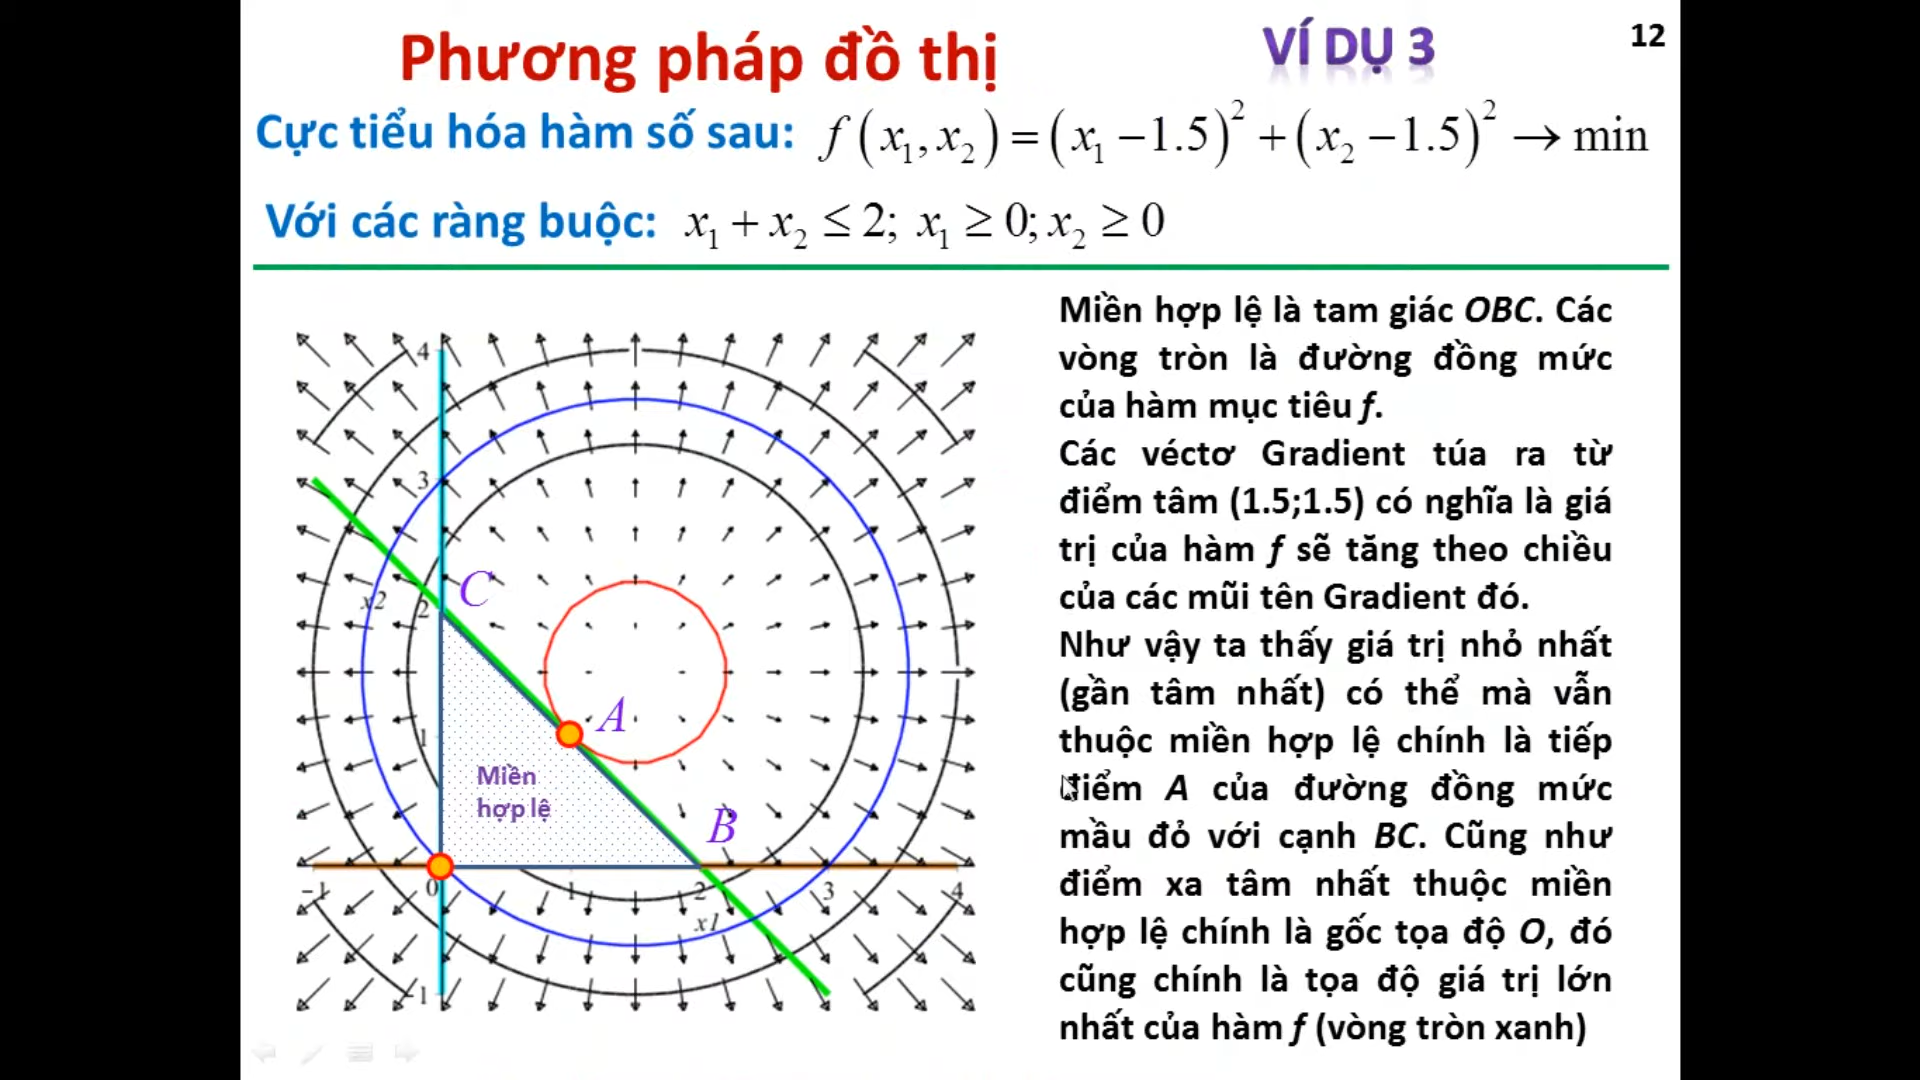 Phương pháp đồ thị
VÍ DỤ 3
12
Cực tiểu hóa hàm số sau: f(x₁, x₂) = (x₁ − 1.5)² + (x₂ − 1.5)² → min
Với các ràng buộc: x₁ + x₂ ≤ 2; x₁ ≥ 0; x₂ ≥ 0
4
3
x2
2
C
A
1
Miền
hợp lệ
B
-1
0
1
2
3
4
x1
-1
Miền hợp lệ là tam giác OBC. Các
vòng tròn là đường đồng mức
của hàm mục tiêu f.
Các véctơ Gradient túa ra từ
điểm tâm (1.5;1.5) có nghĩa là giá
trị của hàm f sẽ tăng theo chiều
của các mũi tên Gradient đó.
Như vậy ta thấy giá trị nhỏ nhất
(gần tâm nhất) có thể mà vẫn
thuộc miền hợp lệ chính là tiếp
điểm A của đường đồng mức
mầu đỏ với cạnh BC. Cũng như
điểm xa tâm nhất thuộc miền
hợp lệ chính là gốc tọa độ O, đó
cũng chính là tọa độ giá trị lớn
nhất của hàm f (vòng tròn xanh)